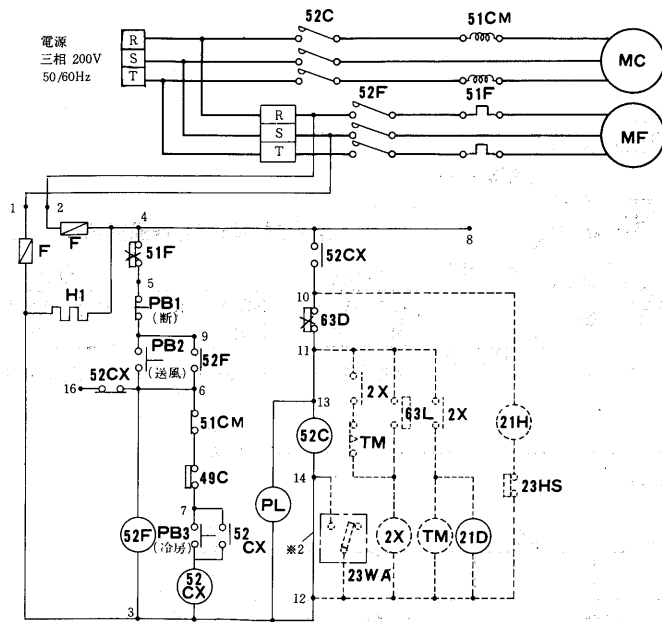 電源
三相 200V
50/60Hz
R
S
T
52C
51CM
MC
52F
51F
MF
R
S
T
1
2
F
F
4
8
H1
51F
52CX
5
10
PB1
(断)
63D
9
11
PB2
(送風)
52F
16
52CX
6
2X
63L
2X
21H
13
51CM
52C
TM
49C
14
23HS
7
PL
52F
PB3
(冷房)
52
CX
※2
23WA
2X
TM
21D
52
CX
12
3